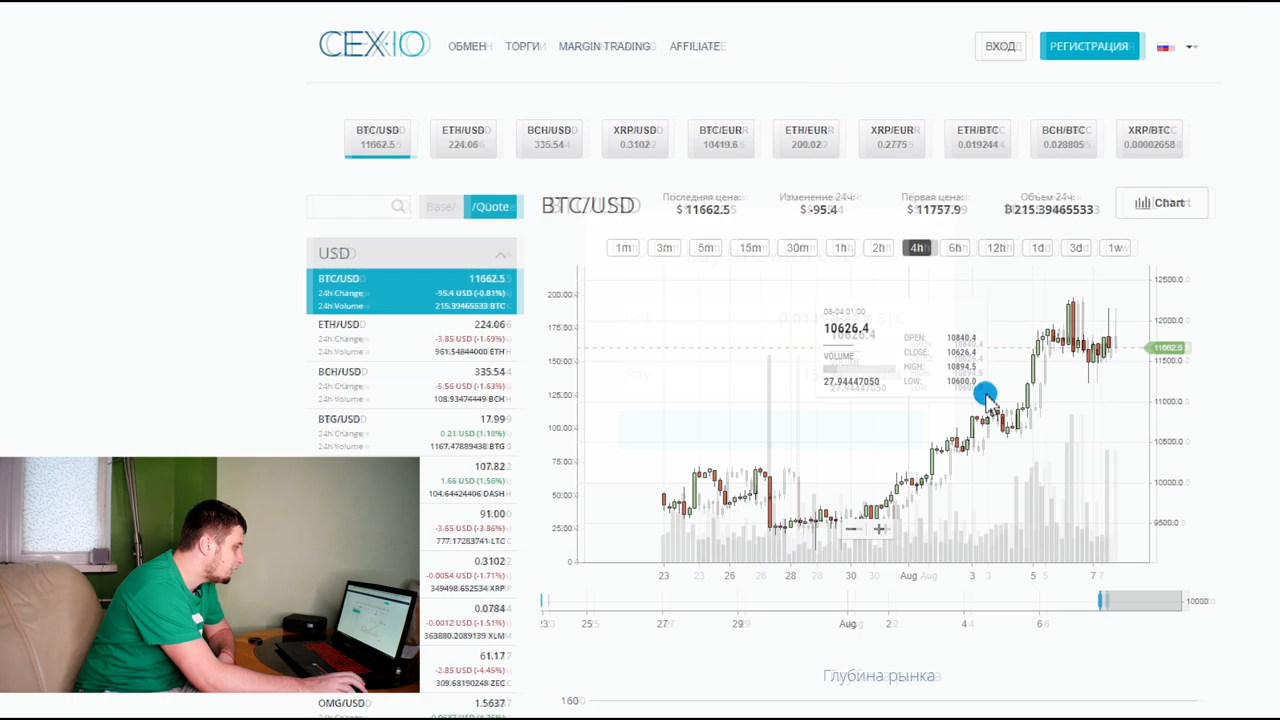 CEX.IO ОБМЕН ТОРГИ MARGIN TRADING AFFILIATE ВХОД РЕГИСТРАЦИЯ
BTC/USD ETH/USD BCH/USD XRP/USD BTC/EUR ETH/EUR XRP/EUR ETH/BTC BCH/BTC XRP/BTC
11662.5 224.06 335.54 0.3102 10419.6 200.02 0.2775 0.019244 0.028805 0.00002658
Base/ /Quote
BTC/USD Последняя цена: Изменение 24ч: Первая цена: Объем 24ч: Chart
$11662.5 $-95.4 $11757.9 ₿215.39465533
1m 3m 5m 15m 30m 1h 2h 4h 6h 12h 1d 3d 1w
USD
BTC/USD 11662.5
24h Change -95.4 USD (-0.81%)
24h Volume 215.39465533 BTC
ETH/USD 224.06
24h Change -3.85 USD (-1.69%)
24h Volume 961.54844000 ETH
BCH/USD 335.54
24h Change -5.56 USD (-1.63%)
24h Volume 108.93474449 BCH
BTG/USD 17.99
24h Change 0.21 USD (1.18%)
24h Volume 1167.47889438 BTG
107.82
1.66 USD (1.56%)
104.64424406 DASH
91.00
-3.65 USD (-3.86%)
777.17283741 LTC
0.3102
-0.0054 USD (-1.71%)
349498.652534 XRP
0.0784
-0.0010 USD (-1.21%)
363880.2089106 XLM
61.17
-2.85 USD (-4.45%)
309.68190248 ZEC
OMG/USD 1.5637
08-04 01:00
10626.4
VOLUME
27.94447050
OPEN: 10840.4
CLOSE: 10626.4
HIGH: 10894.5
LOW: 10600.0
200.00
175.00
150.00
125.00
100.00
75.00
50.00
25.00
0
12500.0
12000.0
11662.5
11500.0
11000.0
10500.0
10000.0
9500.0
23 26 28 30 Aug 3 5 7
10000
23 25 27 29 Aug 2 4 6
Глубина рынка
160